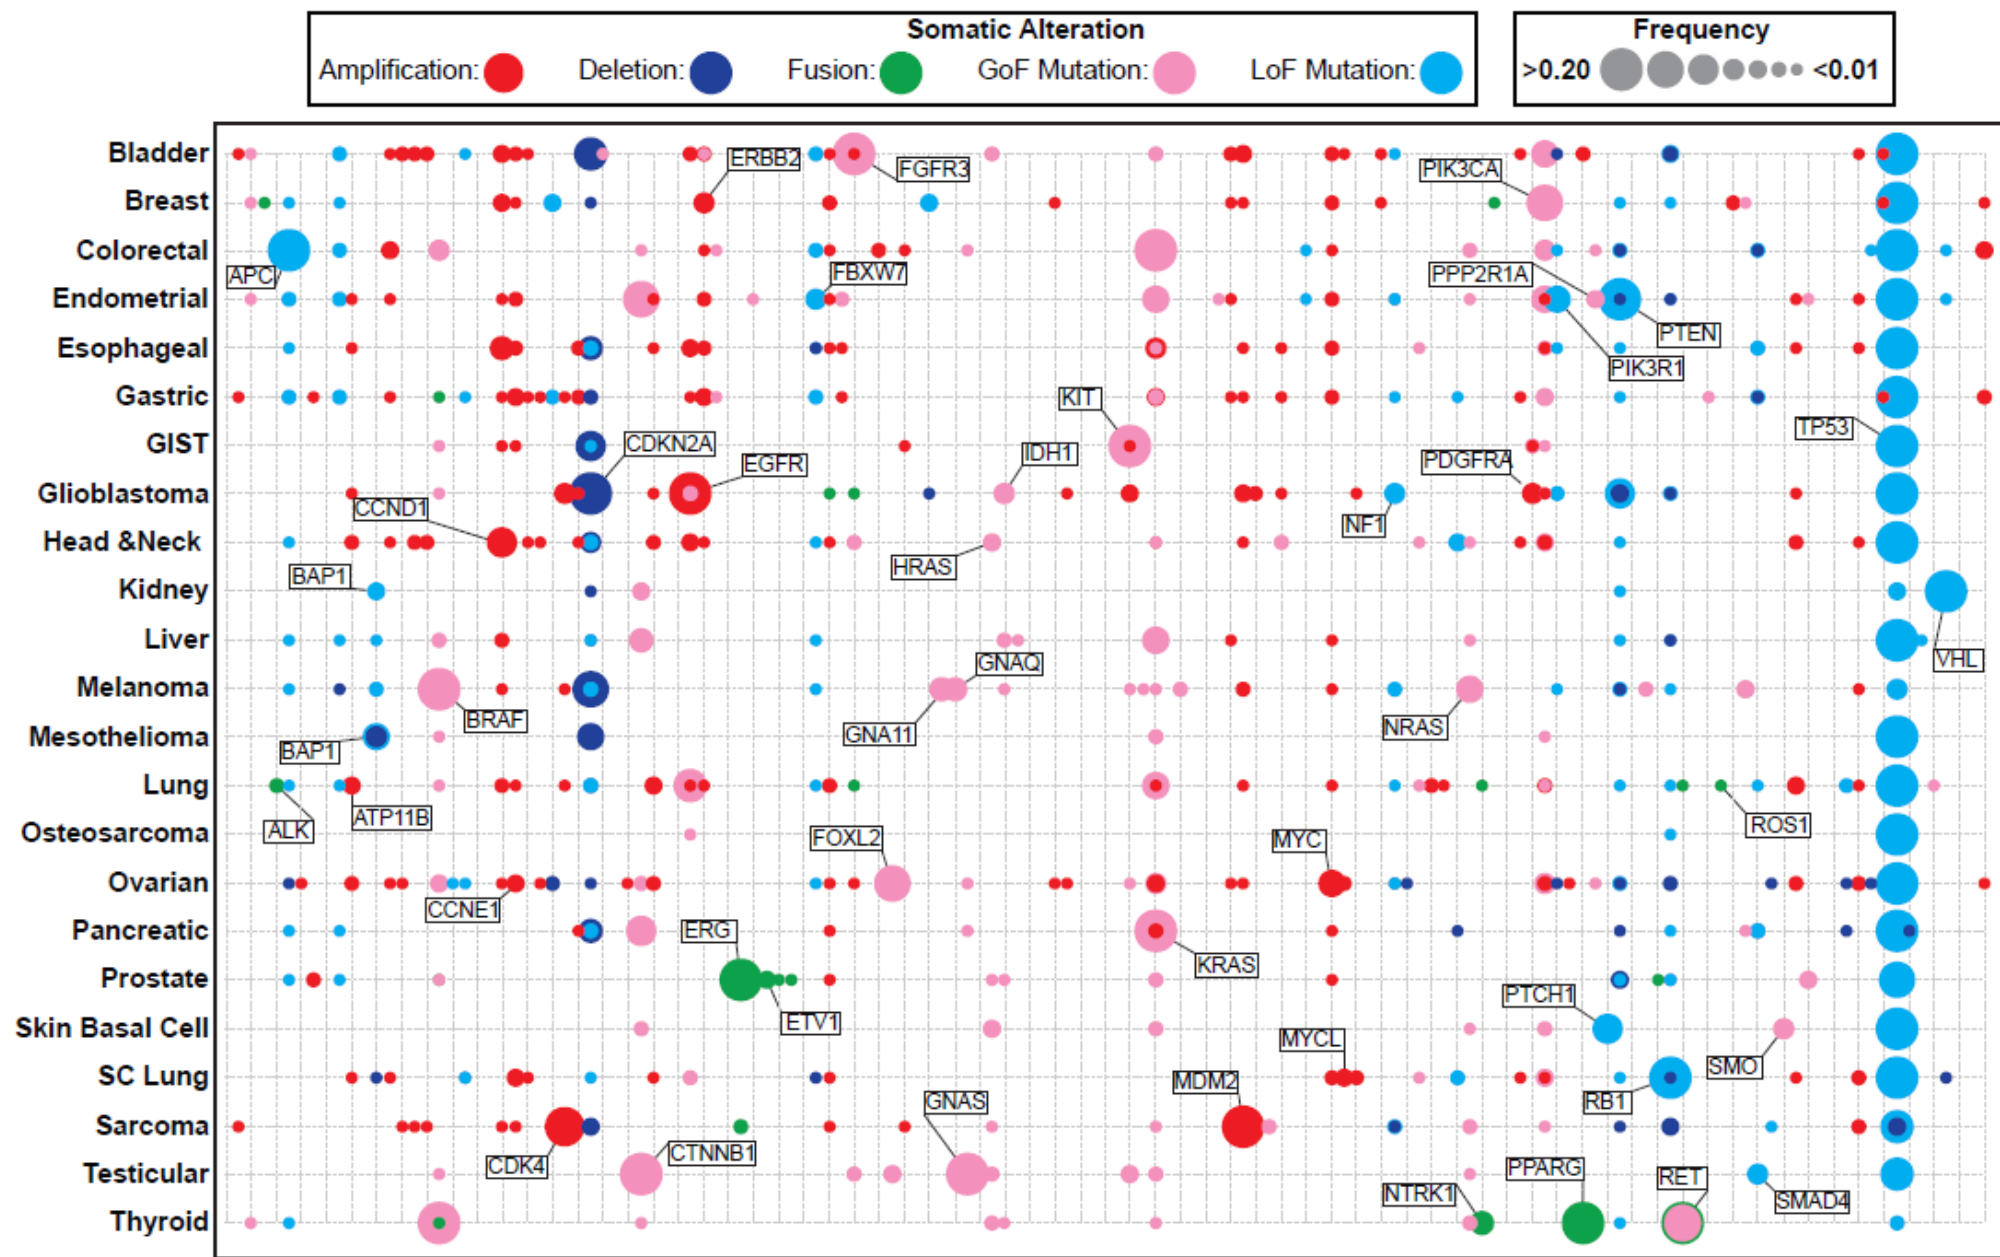 Somatic Alteration
Amplification: Deletion: Fusion: GoF Mutation: LoF Mutation:
Frequency
>0.20 <0.01
Bladder
ERBB2
FGFR3
PIK3CA
Breast
Colorectal
APC
FBXW7
PPP2R1A
Endometrial
PTEN
Esophageal
PIK3R1
Gastric
KIT
TP53
GIST
CDKN2A
IDH1
EGFR
PDGFRA
Glioblastoma
CCND1
NF1
Head &Neck
HRAS
BAP1
Kidney
Liver
GNAQ
VHL
Melanoma
BRAF
GNA11
NRAS
Mesothelioma
BAP1
Lung
ATP11B
ALK
ROS1
Osteosarcoma
FOXL2
MYC
Ovarian
CCNE1
Pancreatic
ERG
KRAS
Prostate
PTCH1
ETV1
Skin Basal Cell
MYCL
SMO
SC Lung
MDM2
RB1
GNAS
Sarcoma
CDK4
CTNNB1
Testicular
PPARG
RET
NTRK1
SMAD4
Thyroid